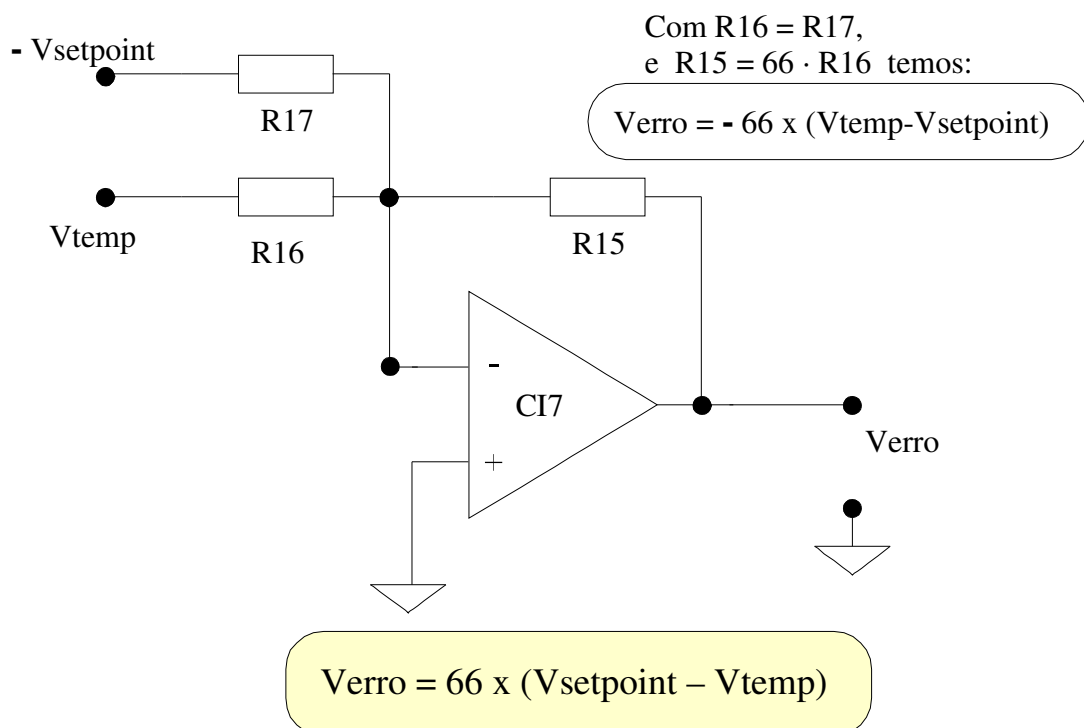 - Vsetpoint
Com R16 = R17,
e R15 = 66 · R16 temos:
Verro = - 66 x (Vtemp-Vsetpoint)
R17
Vtemp
R16
R15
-
CI7
+
Verro
Verro = 66 x (Vsetpoint – Vtemp)